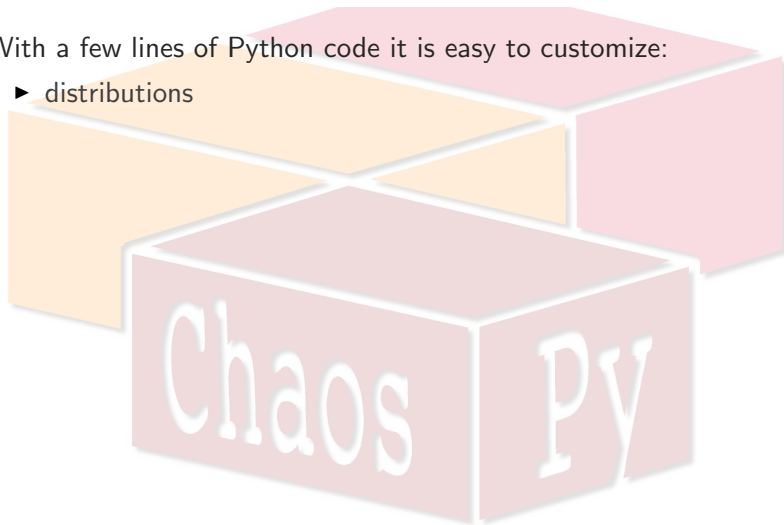 With a few lines of Python code it is easy to customize:
► distributions
Chaos Py